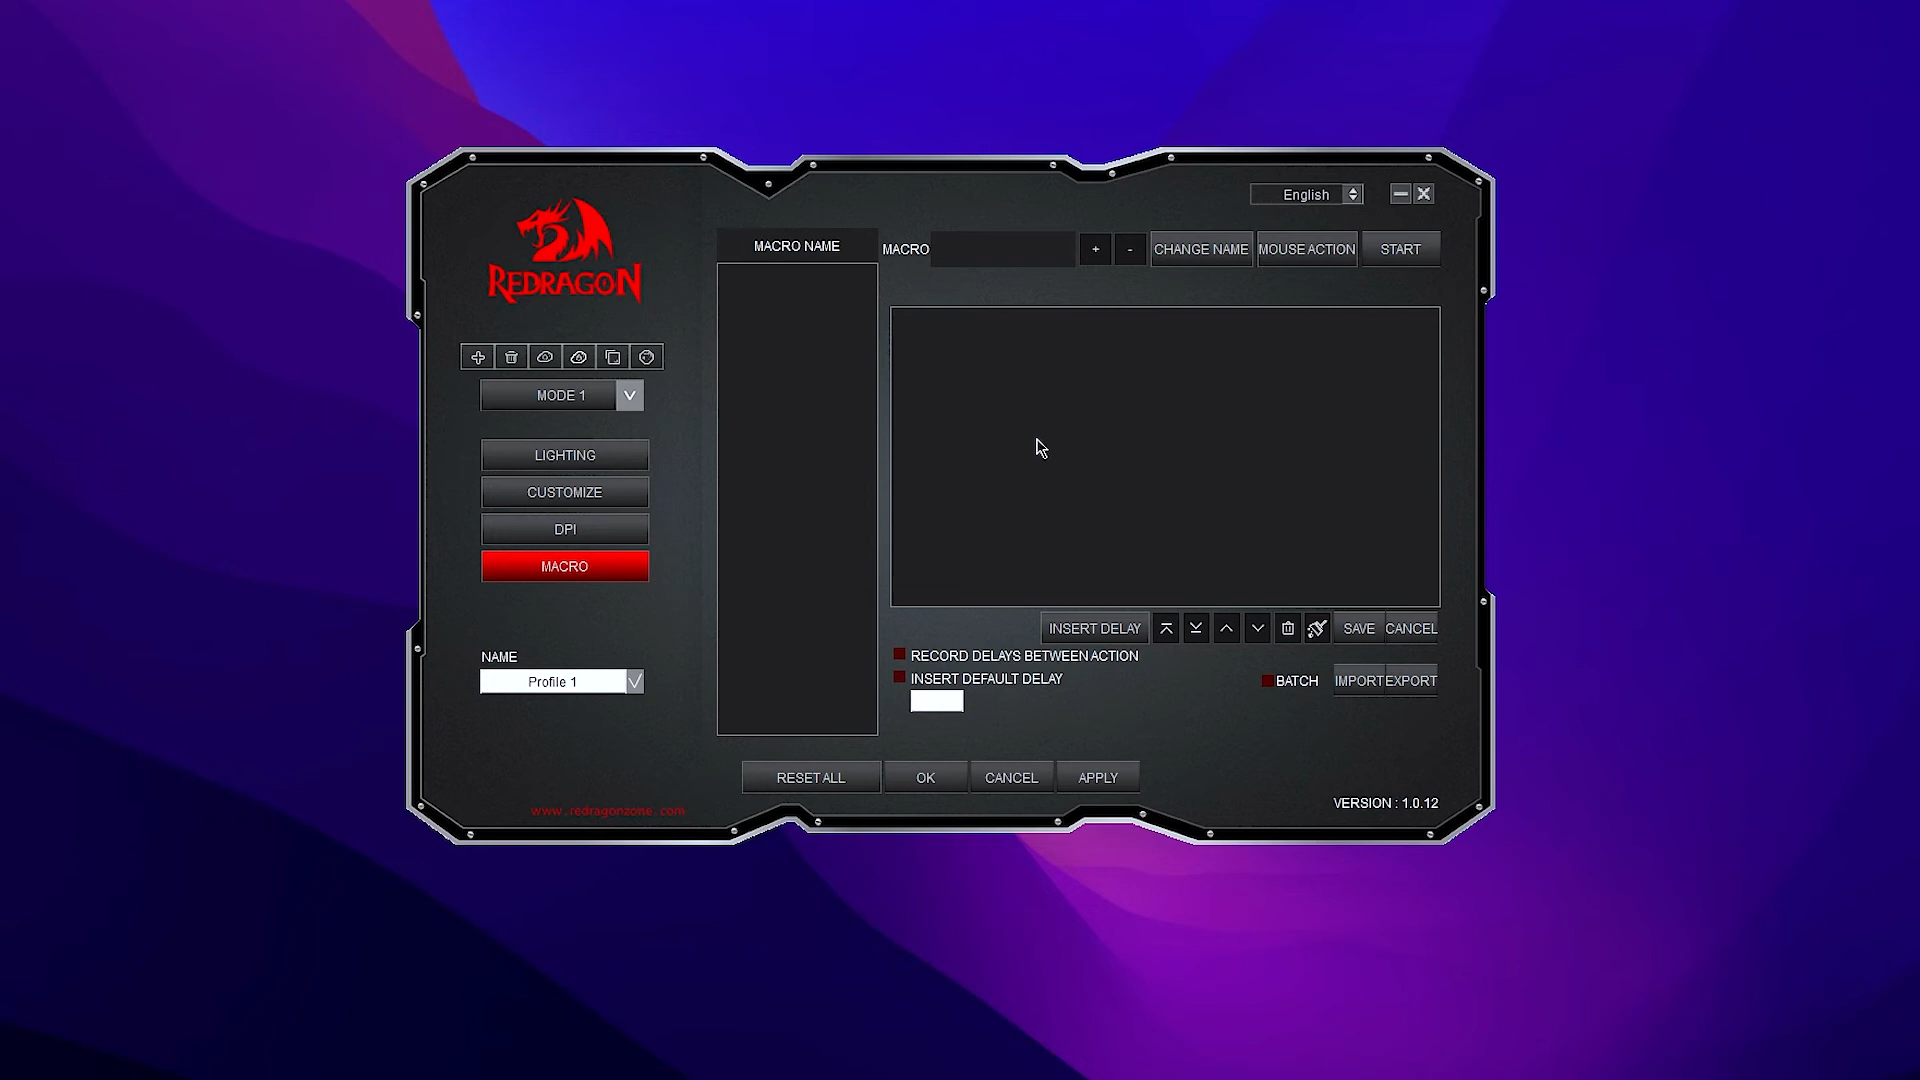 English
REDRAGON
MACRO NAME
MACRO
+
-
CHANGE NAME
MOUSE ACTION
START
MODE 1
LIGHTING
CUSTOMIZE
DPI
MACRO
NAME
Profile 1
INSERT DELAY
SAVE
CANCEL
RECORD DELAYS BETWEEN ACTION
INSERT DEFAULT DELAY
BATCH
IMPORT
EXPORT
RESET ALL
OK
CANCEL
APPLY
VERSION : 1.0.12
www.redragonzone.com